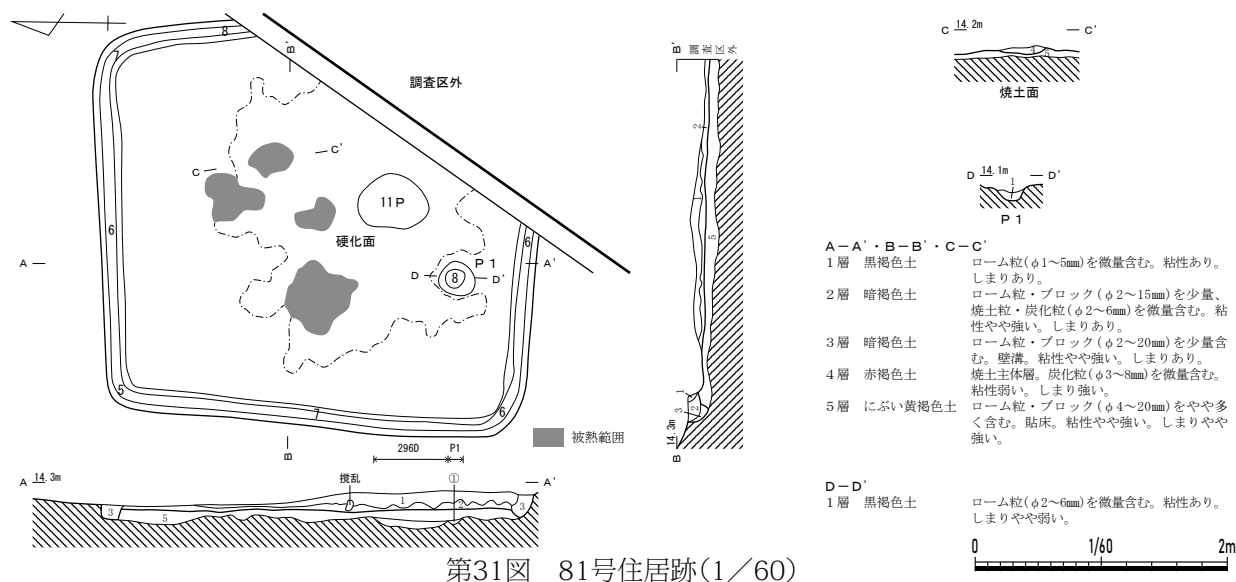 8
7
B'
調査区外
C
C'
11P
硬化面
6
6
P1
A
D
8
D'
A'
5
7
6
B
被熱範囲
296D
P1
A 14.3m
撹乱
①
A'
3
5
1
2
3
B'
調査区外
2
1
5
1
3
2
14.3m
B
C 14.2m
C'
4
5
焼土面
D 14.1m
D'
1
P1
A-A'・B-B'・C-C'
1層 黒褐色土 ローム粒(φ1~5㎜)を微量含む。粘性あり。
しまりあり。
2層 暗褐色土 ローム粒・ブロック(φ2~15㎜)を少量、
焼土粒・炭化粒(φ2~6㎜)を微量含む。粘
性やや強い。しまりあり。
3層 暗褐色土 ローム粒・ブロック(φ2~20㎜)を少量含
む。壁溝。粘性やや強い。しまりあり。
4層 赤褐色土 焼土主体層。炭化粒(φ3~8㎜)を微量含む。
粘性弱い。しまり強い。
5層 にぶい黄褐色土 ローム粒・ブロック(φ4~20㎜)をやや多
く含む。貼床。粘性やや強い。しまりやや
強い。
D-D'
1層 黒褐色土 ローム粒(φ2~6㎜)を微量含む。粘性あり。
しまりやや弱い。
0 1/60 2m
第31図 81号住居跡(1/60)